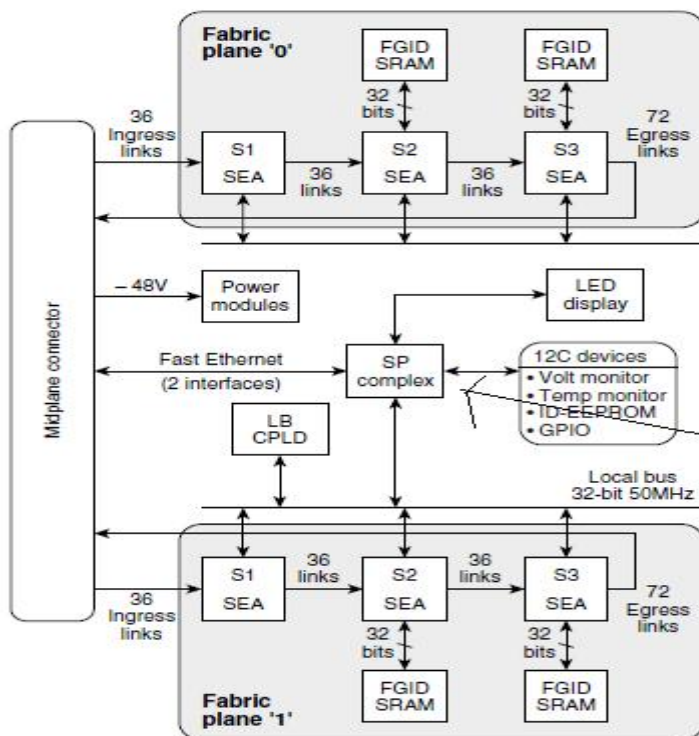 Fabric
plane '0'
FGID
SRAM
FGID
SRAM
36
Ingress
links
32
bits
32
bits
72
Egress
links
S1
SEA
36
links
S2
SEA
36
links
S3
SEA
– 48V
Power
modules
LED
display
Midplane connector
Fast Ethernet
(2 interfaces)
SP
complex
12C devices
• Volt monitor
• Temp monitor
• ID EEPROM
• GPIO
LB
CPLD
Local bus
32-bit 50MHz
36
Ingress
links
S1
SEA
36
links
S2
SEA
36
links
S3
SEA
72
Egress
links
32
bits
32
bits
FGID
SRAM
FGID
SRAM
Fabric
plane '1'